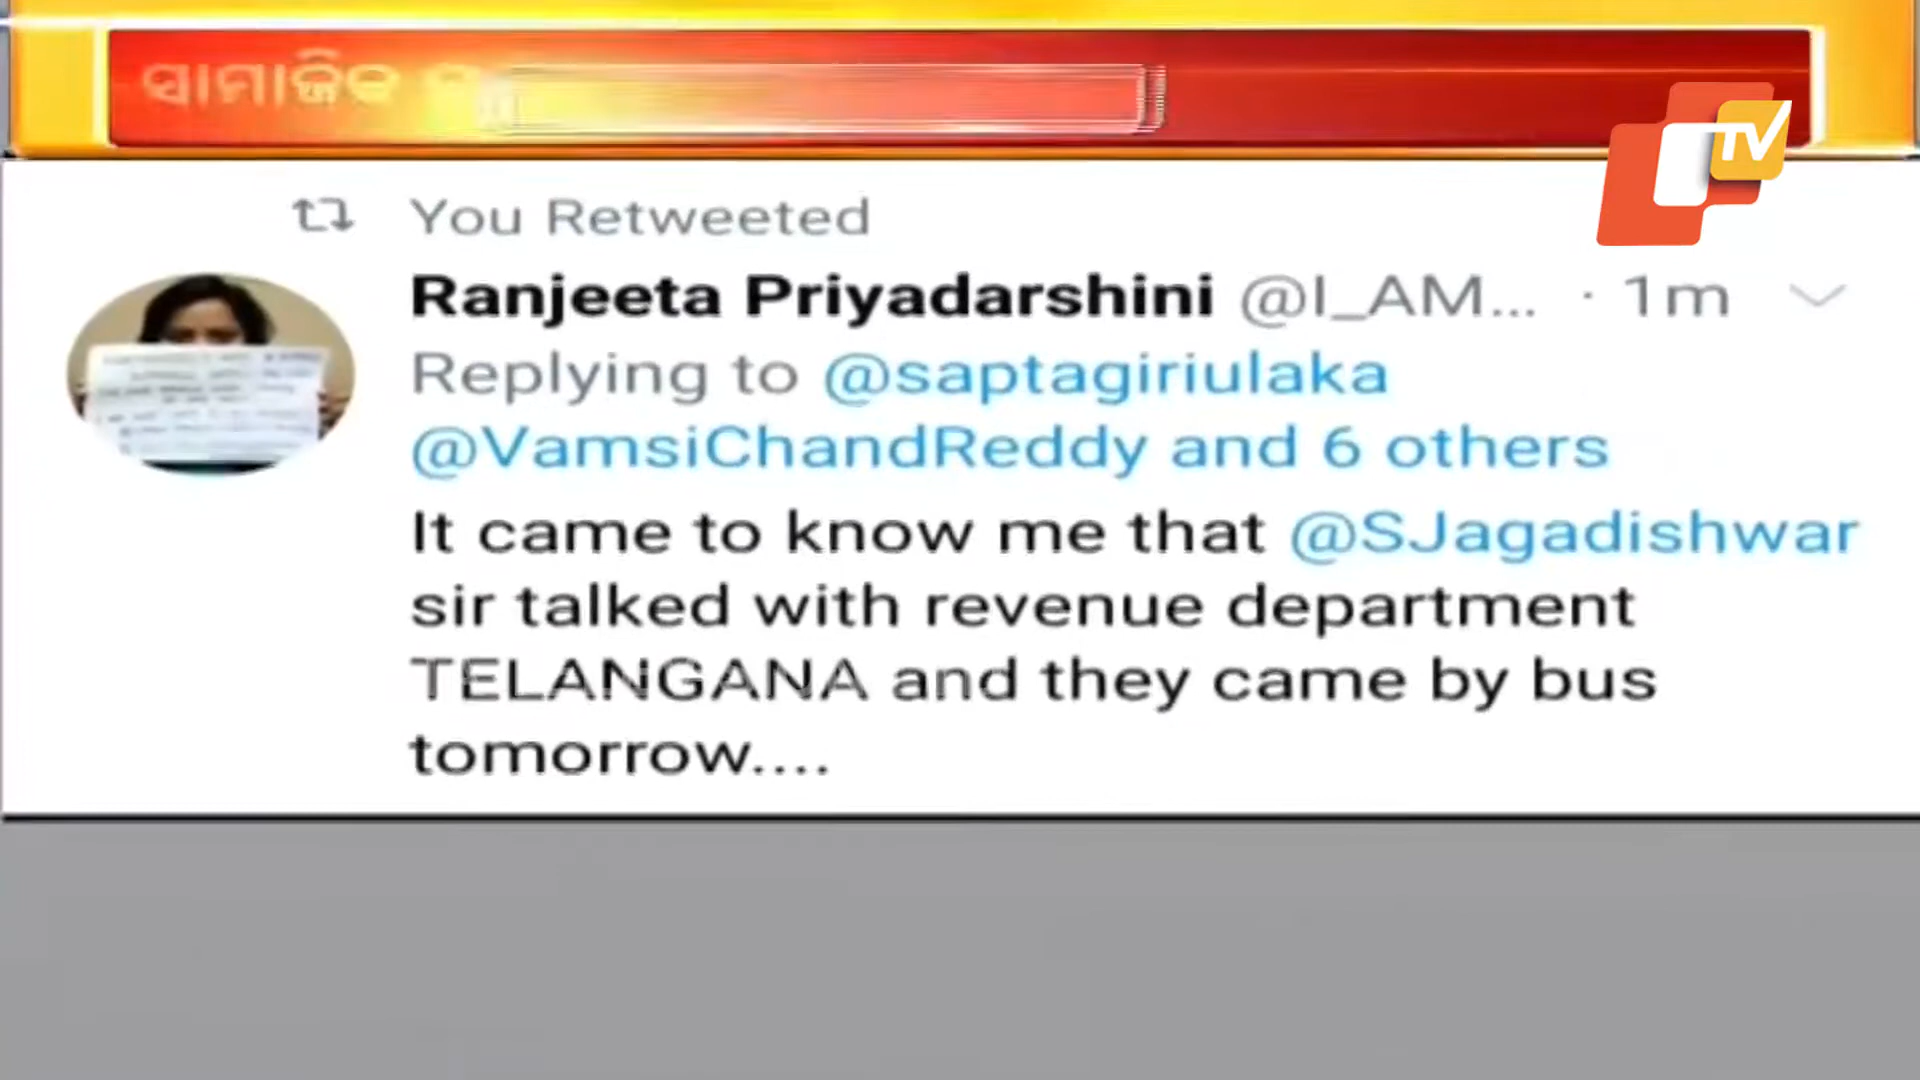 ସାମାଜିକ
TV
You Retweeted
Ranjeeta Priyadarshini @I_AM... · 1m
Replying to @saptagiriulaka
@VamsiChandReddy and 6 others
It came to know me that @SJagadishwar
sir talked with revenue department
TELANGANA and they came by bus
tomorrow....